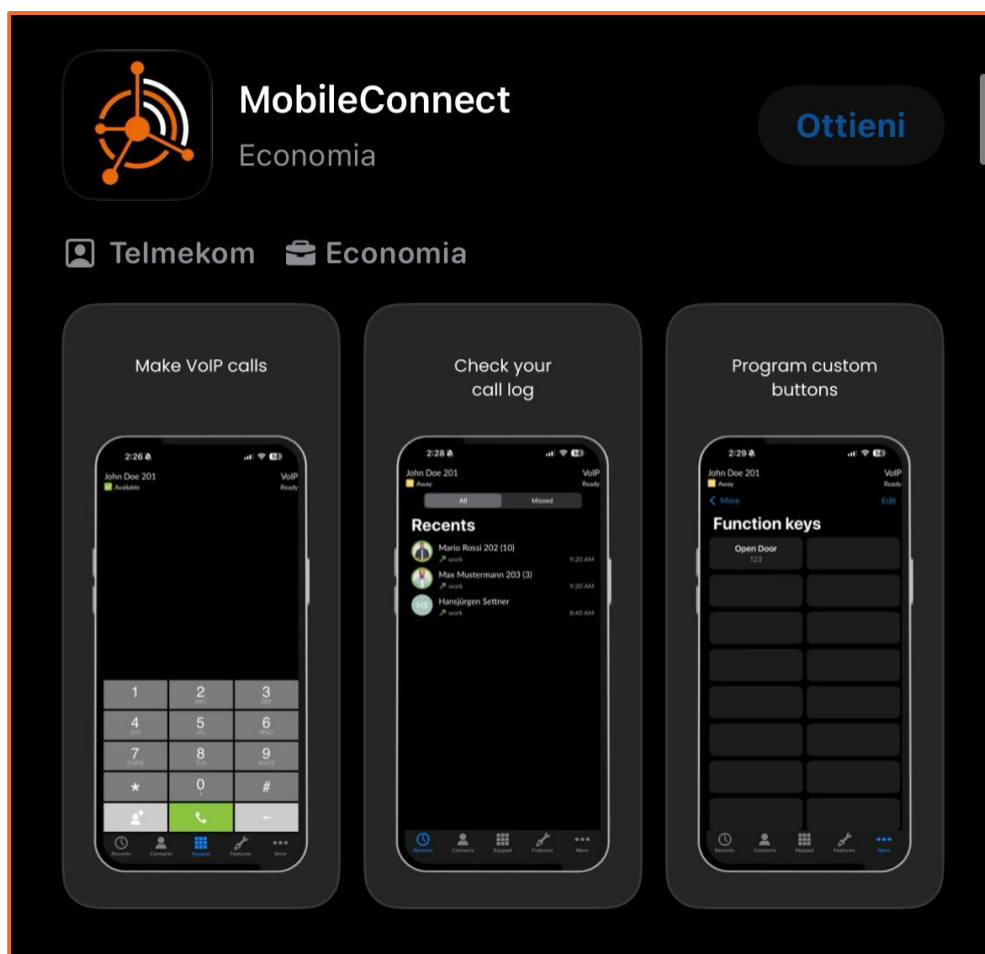 MobileConnect
Economia
Ottieni
Telmekom Economia
Make VoIP calls
2:26
John Doe 201 VoIP
Available Ready
1 2 3
ABC DEF
4 5 6
GHI JKL MNO
7 8 9
PQRS TUV WXYZ
* 0 #
+
Recents Contacts Keypad Features More
Check your
call log
2:28
John Doe 201 VoIP
Away Ready
All Missed
Recents
Mario Rossi 202 (10)
work 9:20 AM
Max Mustermann 203 (3)
work 9:20 AM
HS Hansjürgen Settner
work 8:40 AM
Recents Contacts Keypad Features More
Program custom
buttons
2:29
John Doe 201 VoIP
Away Ready
More Edit
Function keys
Open Door
123
Recents Contacts Keypad Features More